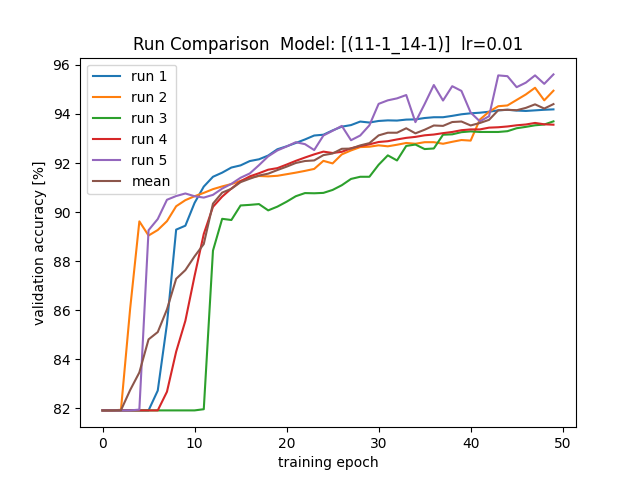 Run Comparison  Model: [(11-1_14-1)]  lr=0.01
96
94
92
90
88
86
84
82
validation accuracy [%]
run 1
run 2
run 3
run 4
run 5
mean
0
10
20
30
40
50
training epoch